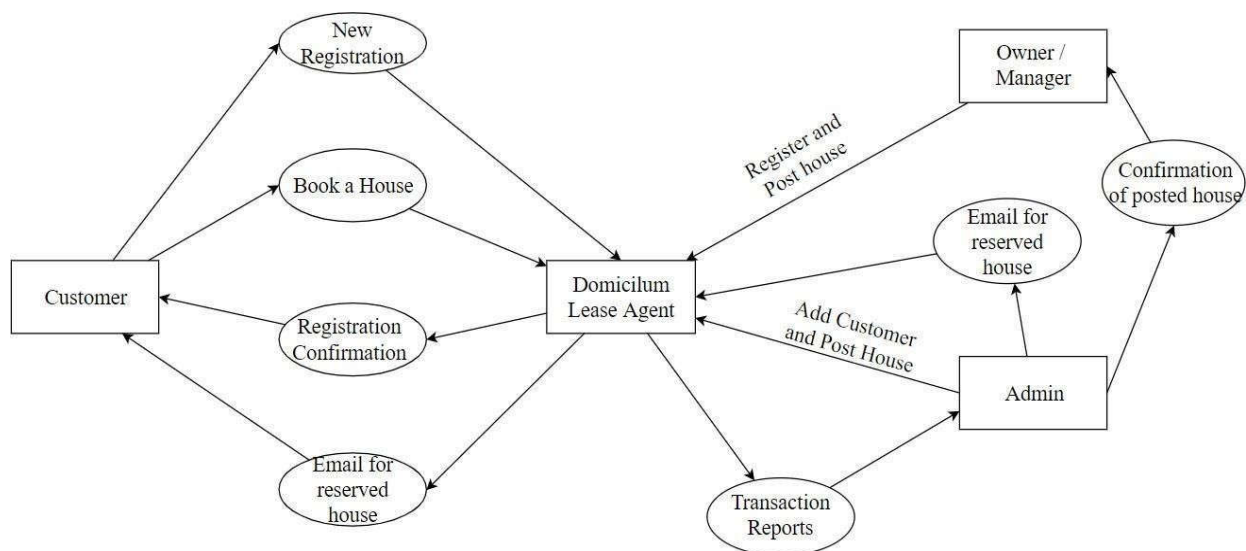 New
Registration
Owner /
Manager
Register and
Post house
Book a House
Confirmation
of posted house
Email for
reserved
house
Customer
Domicilum
Lease Agent
Add Customer
and Post House
Registration
Confirmation
Admin
Email for
reserved
house
Transaction
Reports